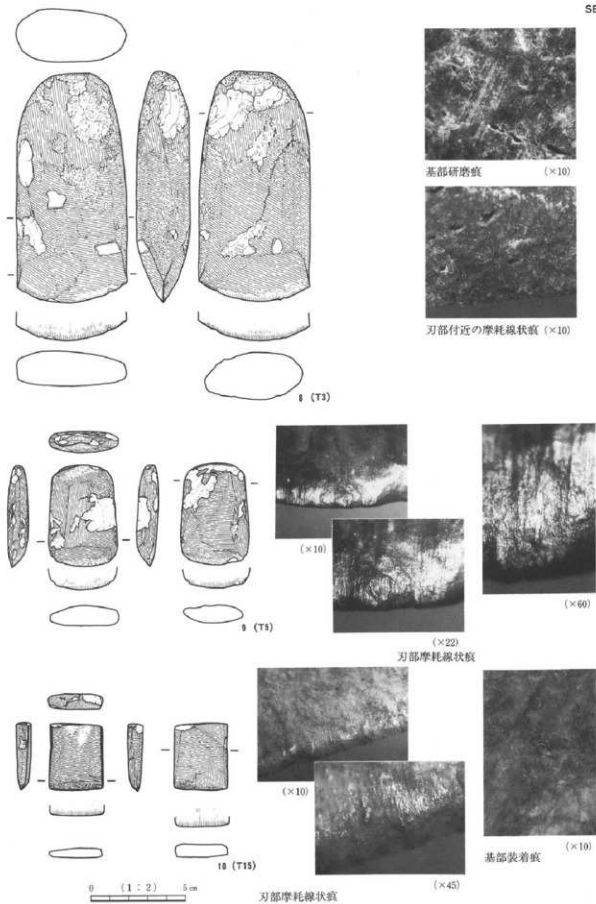 SE
基部研磨痕 (×10)
刃部付近の摩耗線状痕 (×10)
8 (T3)
(×10)
(×22)
(×60)
9 (T5)
刃部摩耗線状痕
(×10)
(×45)
(×10)
基部装着痕
10 (T15)
0 (1:2) 5cm
刃部摩耗線状痕